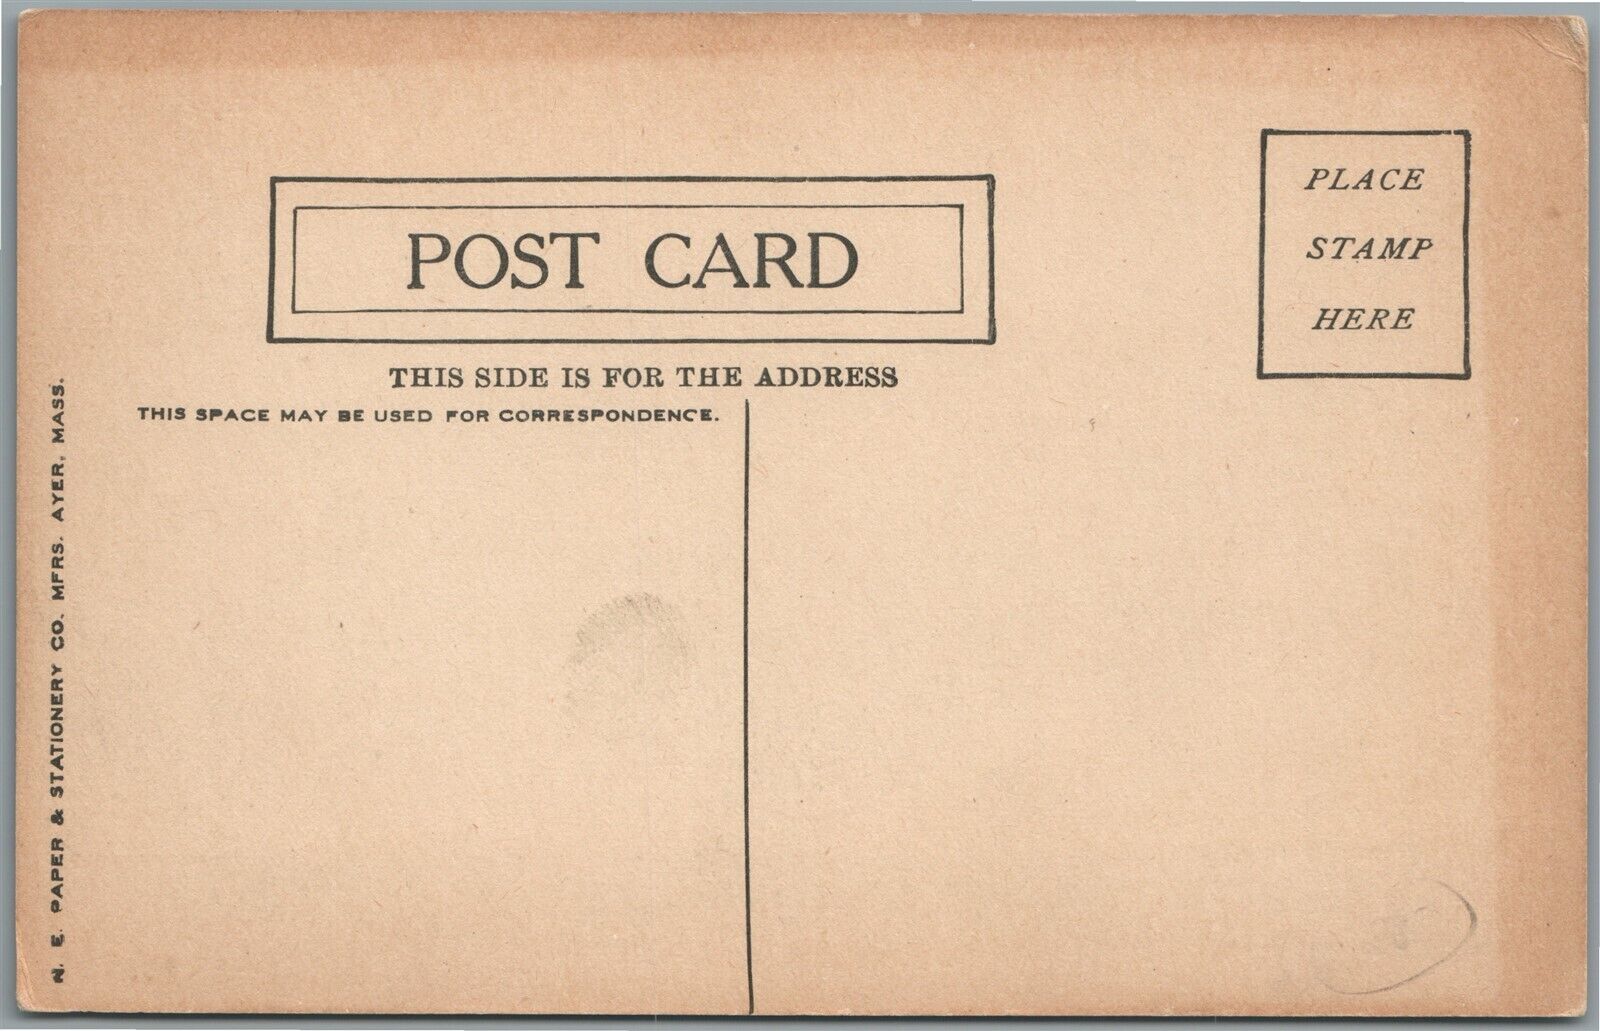 POST CARD
PLACE
STAMP
HERE
THIS SIDE IS FOR THE ADDRESS
THIS SPACE MAY BE USED FOR CORRESPONDENCE.
N. E. PAPER & STATIONERY CO. MFRS. AYER, MASS.